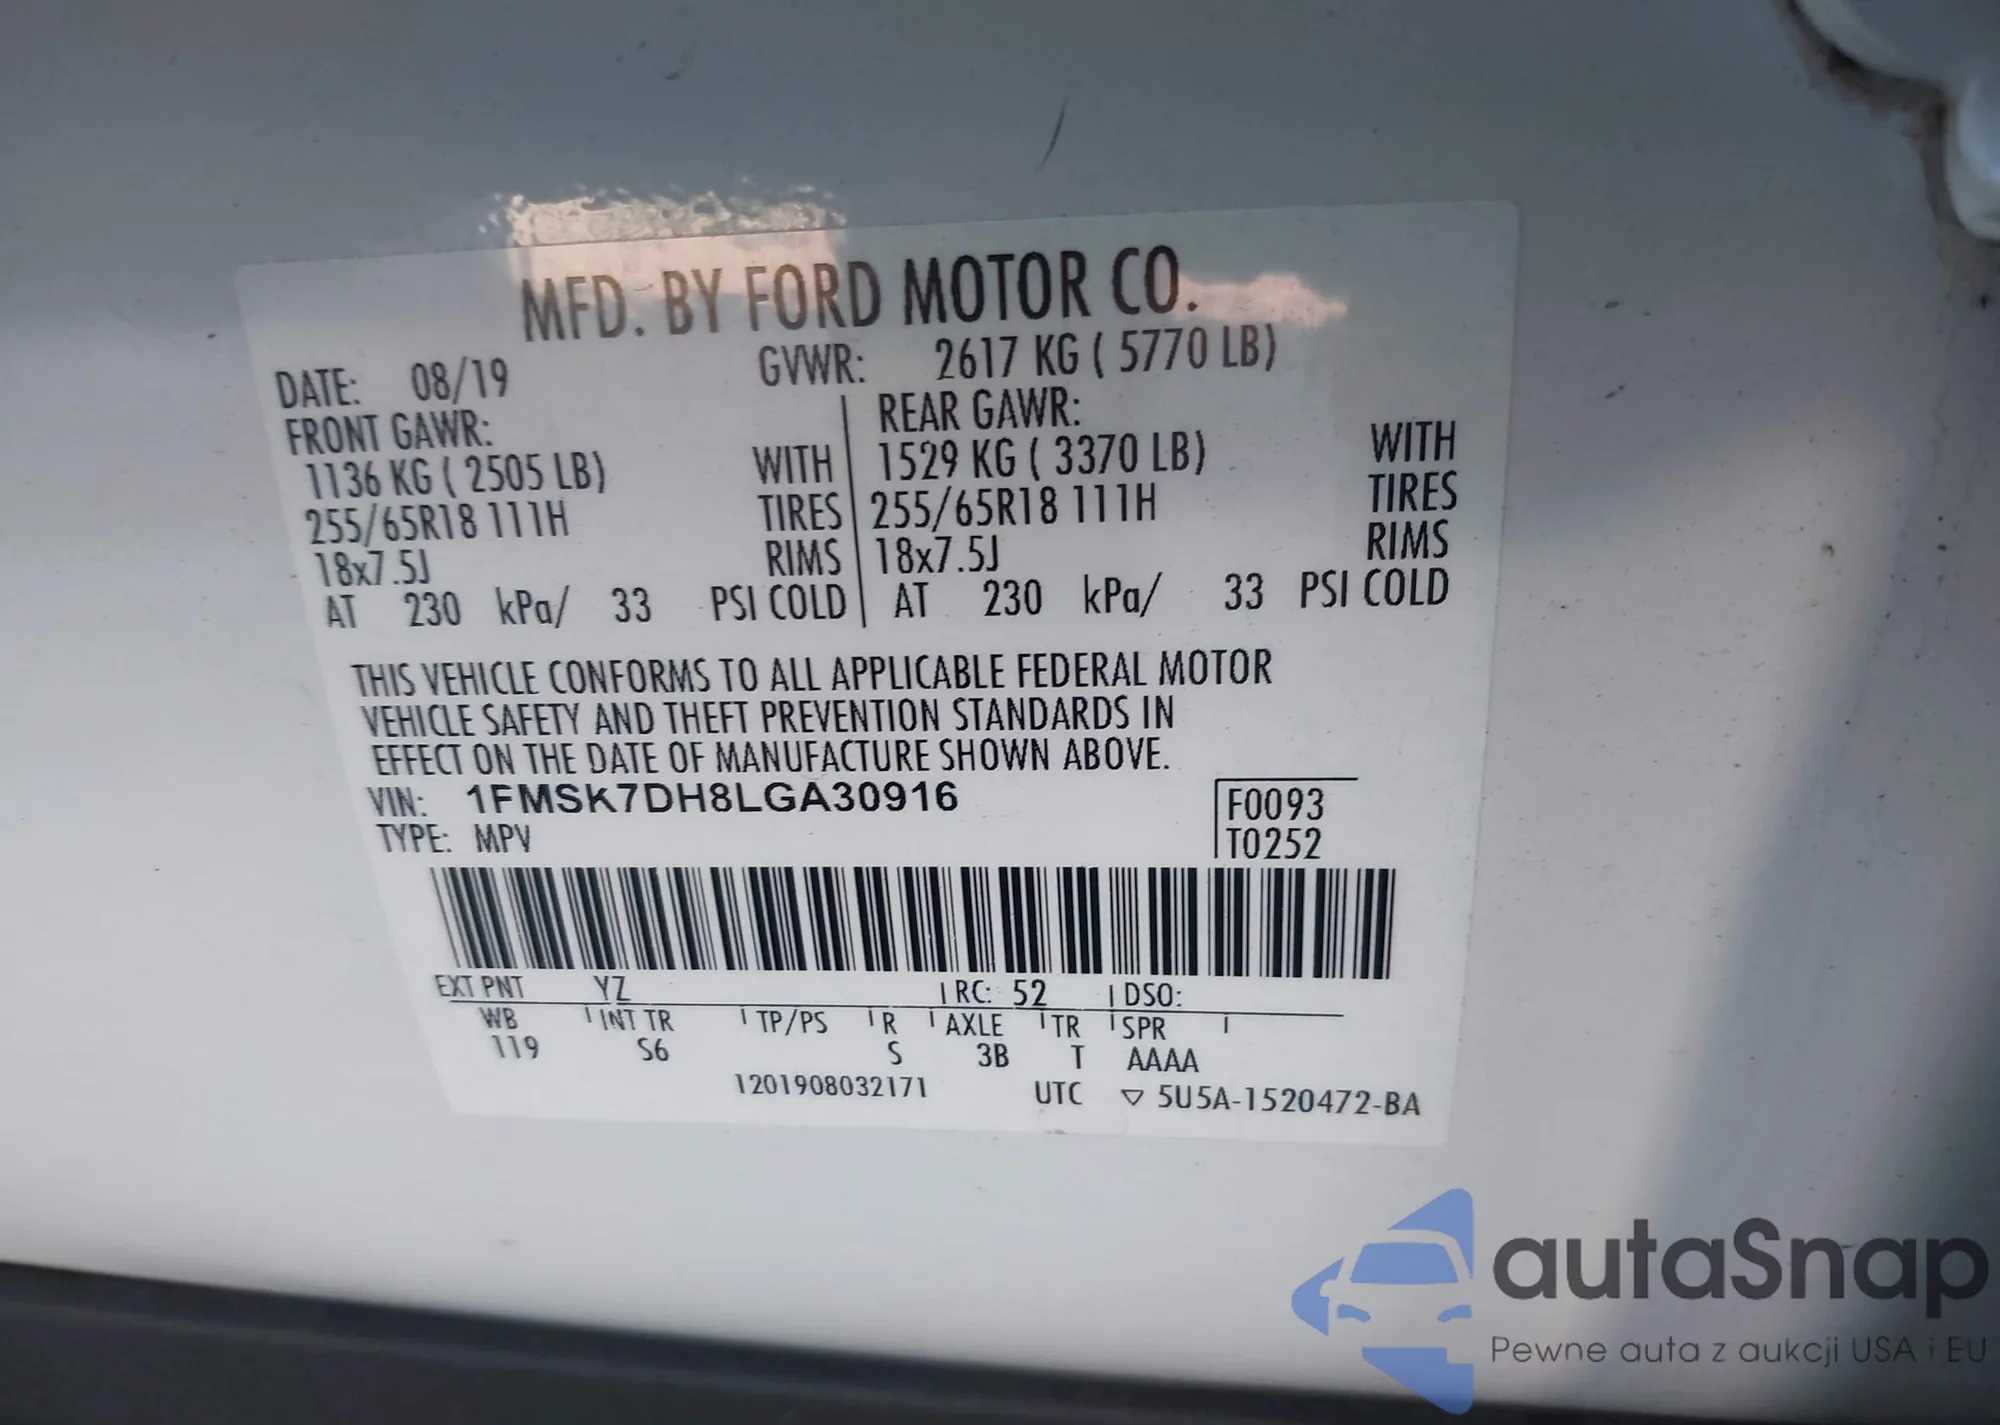 MFD. BY FORD MOTOR CO.
DATE: 08/19 GVWR: 2617 KG ( 5770 LB)
FRONT GAWR: REAR GAWR:
1136 KG ( 2505 LB) WITH 1529 KG ( 3370 LB) WITH
255/65R18 111H TIRES 255/65R18 111H TIRES
18x7.5J RIMS 18x7.5J RIMS
AT 230 kPa/ 33 PSI COLD AT 230 kPa/ 33 PSI COLD
THIS VEHICLE CONFORMS TO ALL APPLICABLE FEDERAL MOTOR
VEHICLE SAFETY AND THEFT PREVENTION STANDARDS IN
EFFECT ON THE DATE OF MANUFACTURE SHOWN ABOVE.
VIN: 1FMSK7DH8LGA30916 F0093
TYPE: MPV T0252
EXT PNT YZ RC: 52 DSO:
WB INT TR TP/PS R AXLE TR SPR
119 S6 S 3B T AAAA
1201908032171 UTC ▽ 5U5A-1520472-BA
autaSnap
Pewne auta z aukcji USA i EU